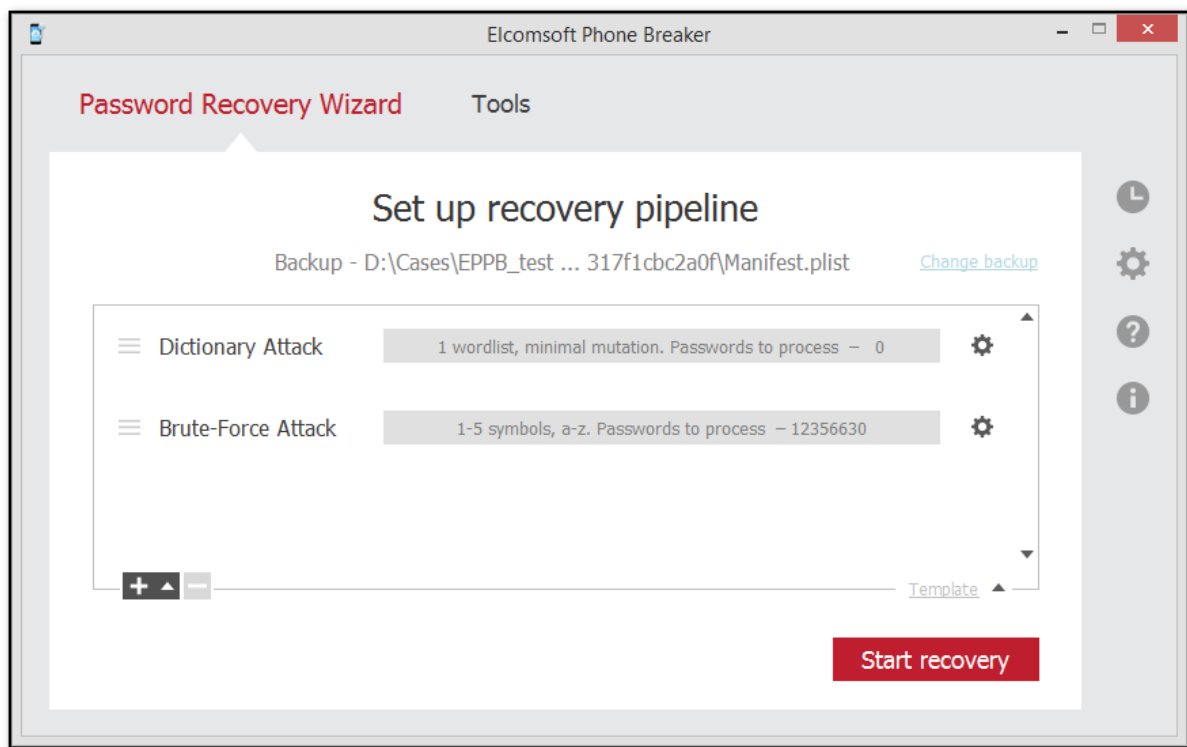 Elcomsoft Phone Breaker
Password Recovery Wizard Tools
Set up recovery pipeline
Backup - D:\Cases\EPPB_test ... 317f1cbc2a0f\Manifest.plist Change backup
Dictionary Attack 1 wordlist, minimal mutation. Passwords to process – 0
Brute-Force Attack 1-5 symbols, a-z. Passwords to process – 12356630
Template
Start recovery